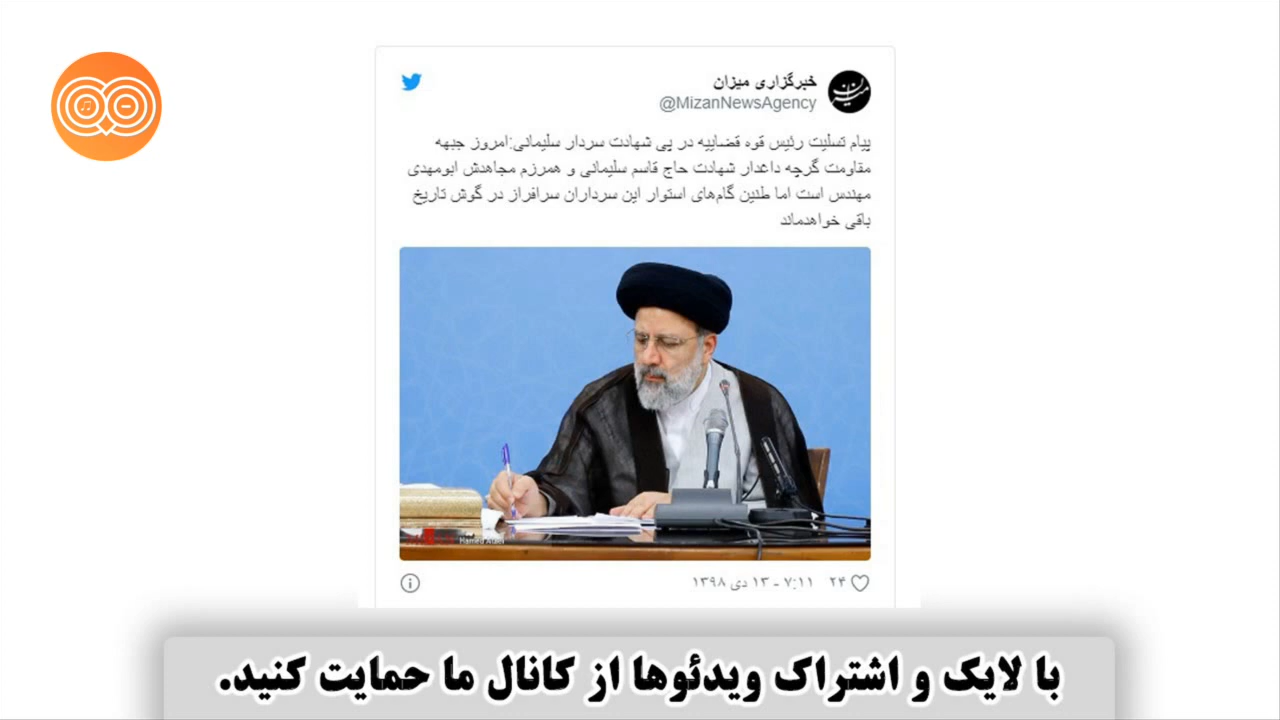 خبرگزاری میزان
@MizanNewsAgency
پیام تسلیت رئیس قوه قضاییه در پی شهادت سردار سلیمانی:امروز جبهه
مقاومت گرچه داغدار شهادت حاج قاسم سلیمانی و همرزم مجاهدش ابومهدی
مهندس است اما طنین گام‌های استوار این سرداران سرافراز در گوش تاریخ
باقی خواهدماند
۲۴ ۷:۱۱ - ۱۳ دی ۱۳۹۸
با لایک و اشتراک ویدئوها از کانال ما حمایت کنید.